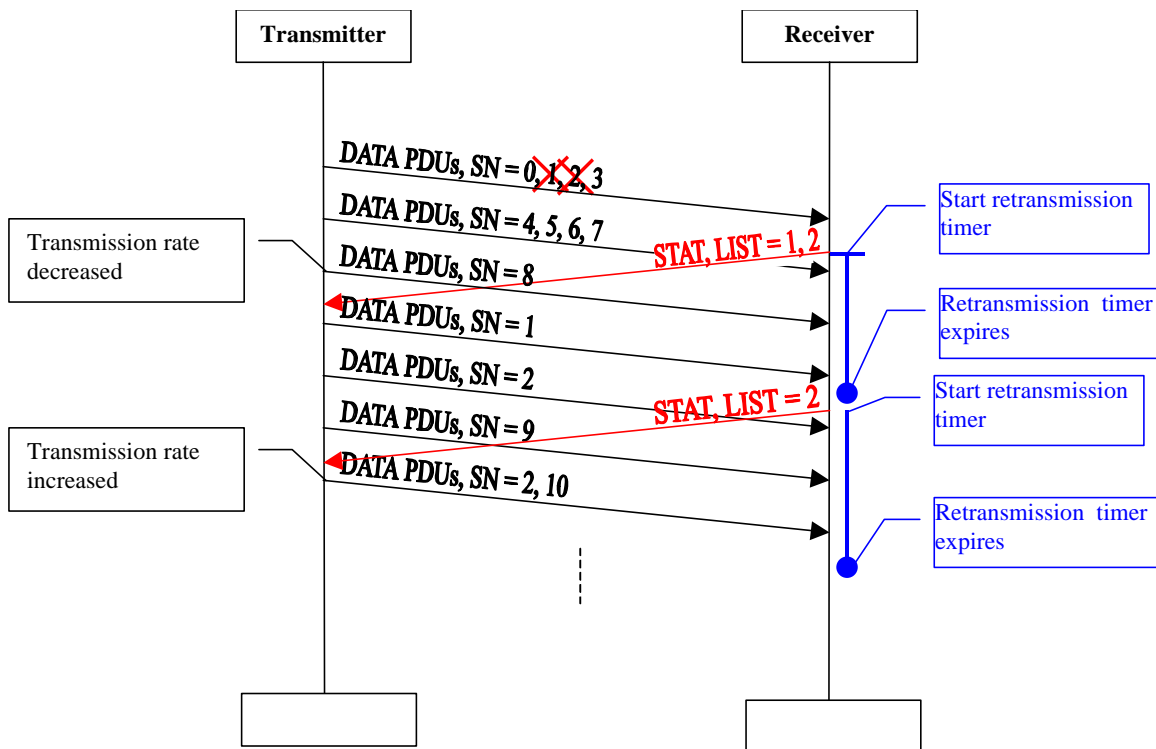 Transmitter
Receiver
DATA PDUs, SN = 0, 1, 2, 3
Start retransmission
timer
DATA PDUs, SN = 4, 5, 6, 7
Transmission rate
decreased
STAT, LIST = 1, 2
DATA PDUs, SN = 8
Retransmission timer
expires
DATA PDUs, SN = 1
DATA PDUs, SN = 2
STAT, LIST = 2
Start retransmission
timer
DATA PDUs, SN = 9
Transmission rate
increased
DATA PDUs, SN = 2, 10
Retransmission timer
expires